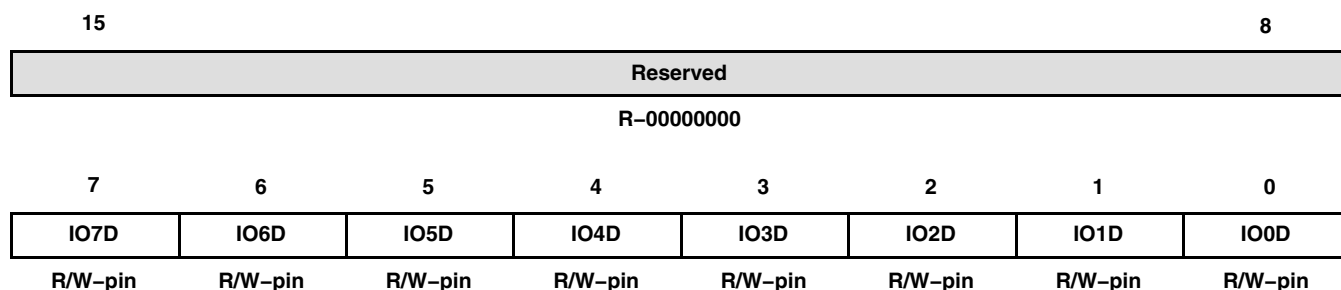 15 8
Reserved
R−00000000
7 6 5 4 3 2 1 0
IO7D IO6D IO5D IO4D IO3D IO2D IO1D IO0D
R/W−pin R/W−pin R/W−pin R/W−pin R/W−pin R/W−pin R/W−pin R/W−pin